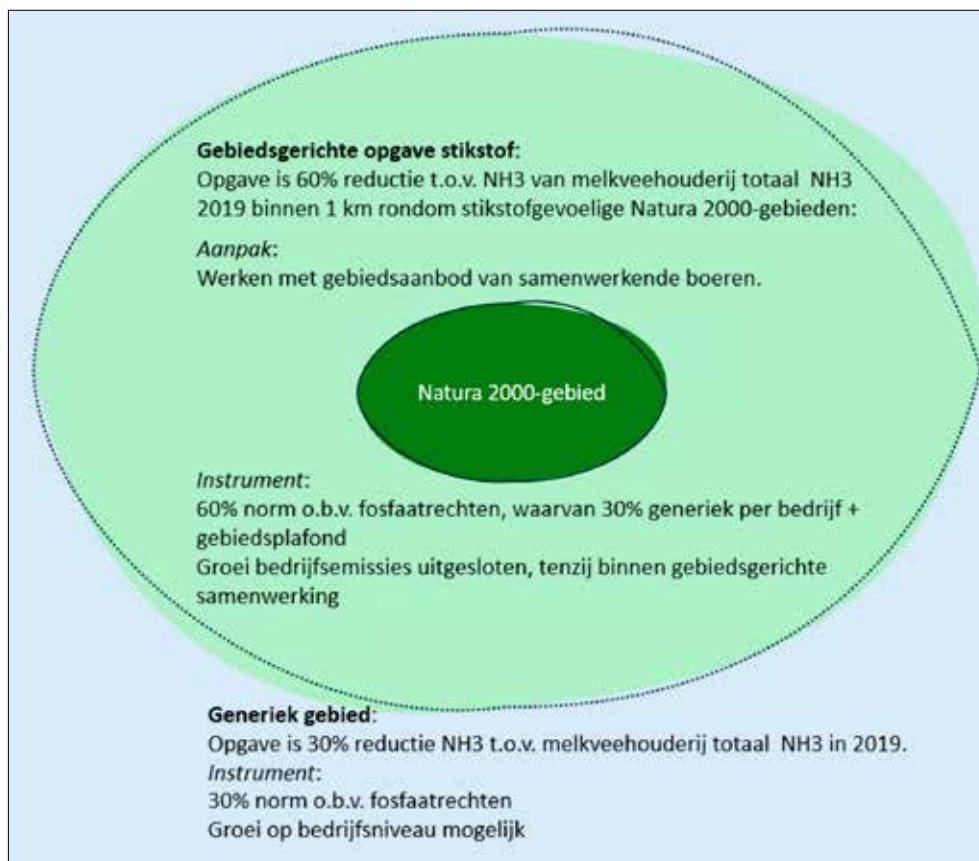 Gebiedsgerichte opgave stikstof:
Opgave is 60% reductie t.o.v. NH3 van melkveehouderij totaal NH3
2019 binnen 1 km rondom stikstofgevoelige Natura 2000-gebieden:
Aanpak:
Werken met gebiedsaanbod van samenwerkende boeren.
Natura 2000-gebied
Instrument:
60% norm o.b.v. fosfaatrechten, waarvan 30% generiek per bedrijf +
gebiedsplafond
Groei bedrijfsemissies uitgesloten, tenzij binnen gebiedsgerichte
samenwerking
Generiek gebied:
Opgave is 30% reductie NH3 t.o.v. melkveehouderij totaal NH3 in 2019.
Instrument:
30% norm o.b.v. fosfaatrechten
Groei op bedrijfsniveau mogelijk